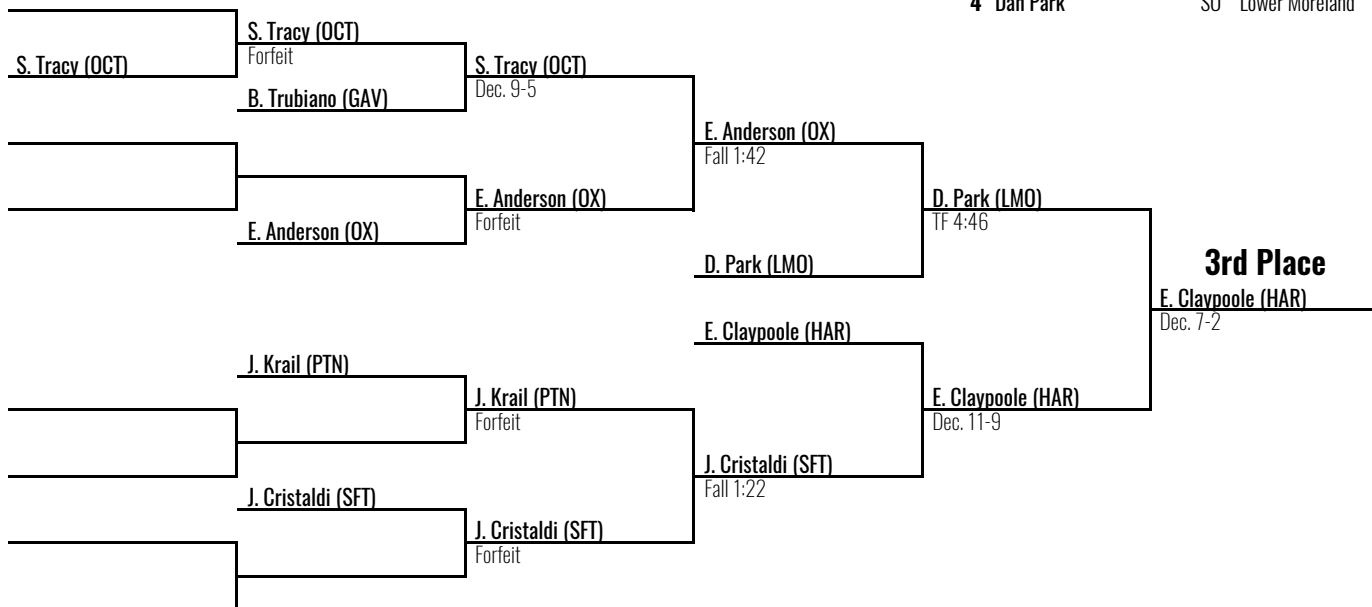 4 Dan Park SO Lower Moreland
S. Tracy (OCT)
S. Tracy (OCT)
Forfeit
B. Trubiano (GAV)
E. Anderson (OX)
J. Krail (PTN)
J. Cristaldi (SFT)
S. Tracy (OCT)
Dec. 9-5
E. Anderson (OX)
Forfeit
J. Krail (PTN)
Forfeit
J. Cristaldi (SFT)
Forfeit
E. Anderson (OX)
Fall 1:42
D. Park (LMO)
E. Claypoole (HAR)
J. Cristaldi (SFT)
Fall 1:22
D. Park (LMO)
TF 4:46
E. Claypoole (HAR)
Dec. 11-9
3rd Place
E. Claypoole (HAR)
Dec. 7-2